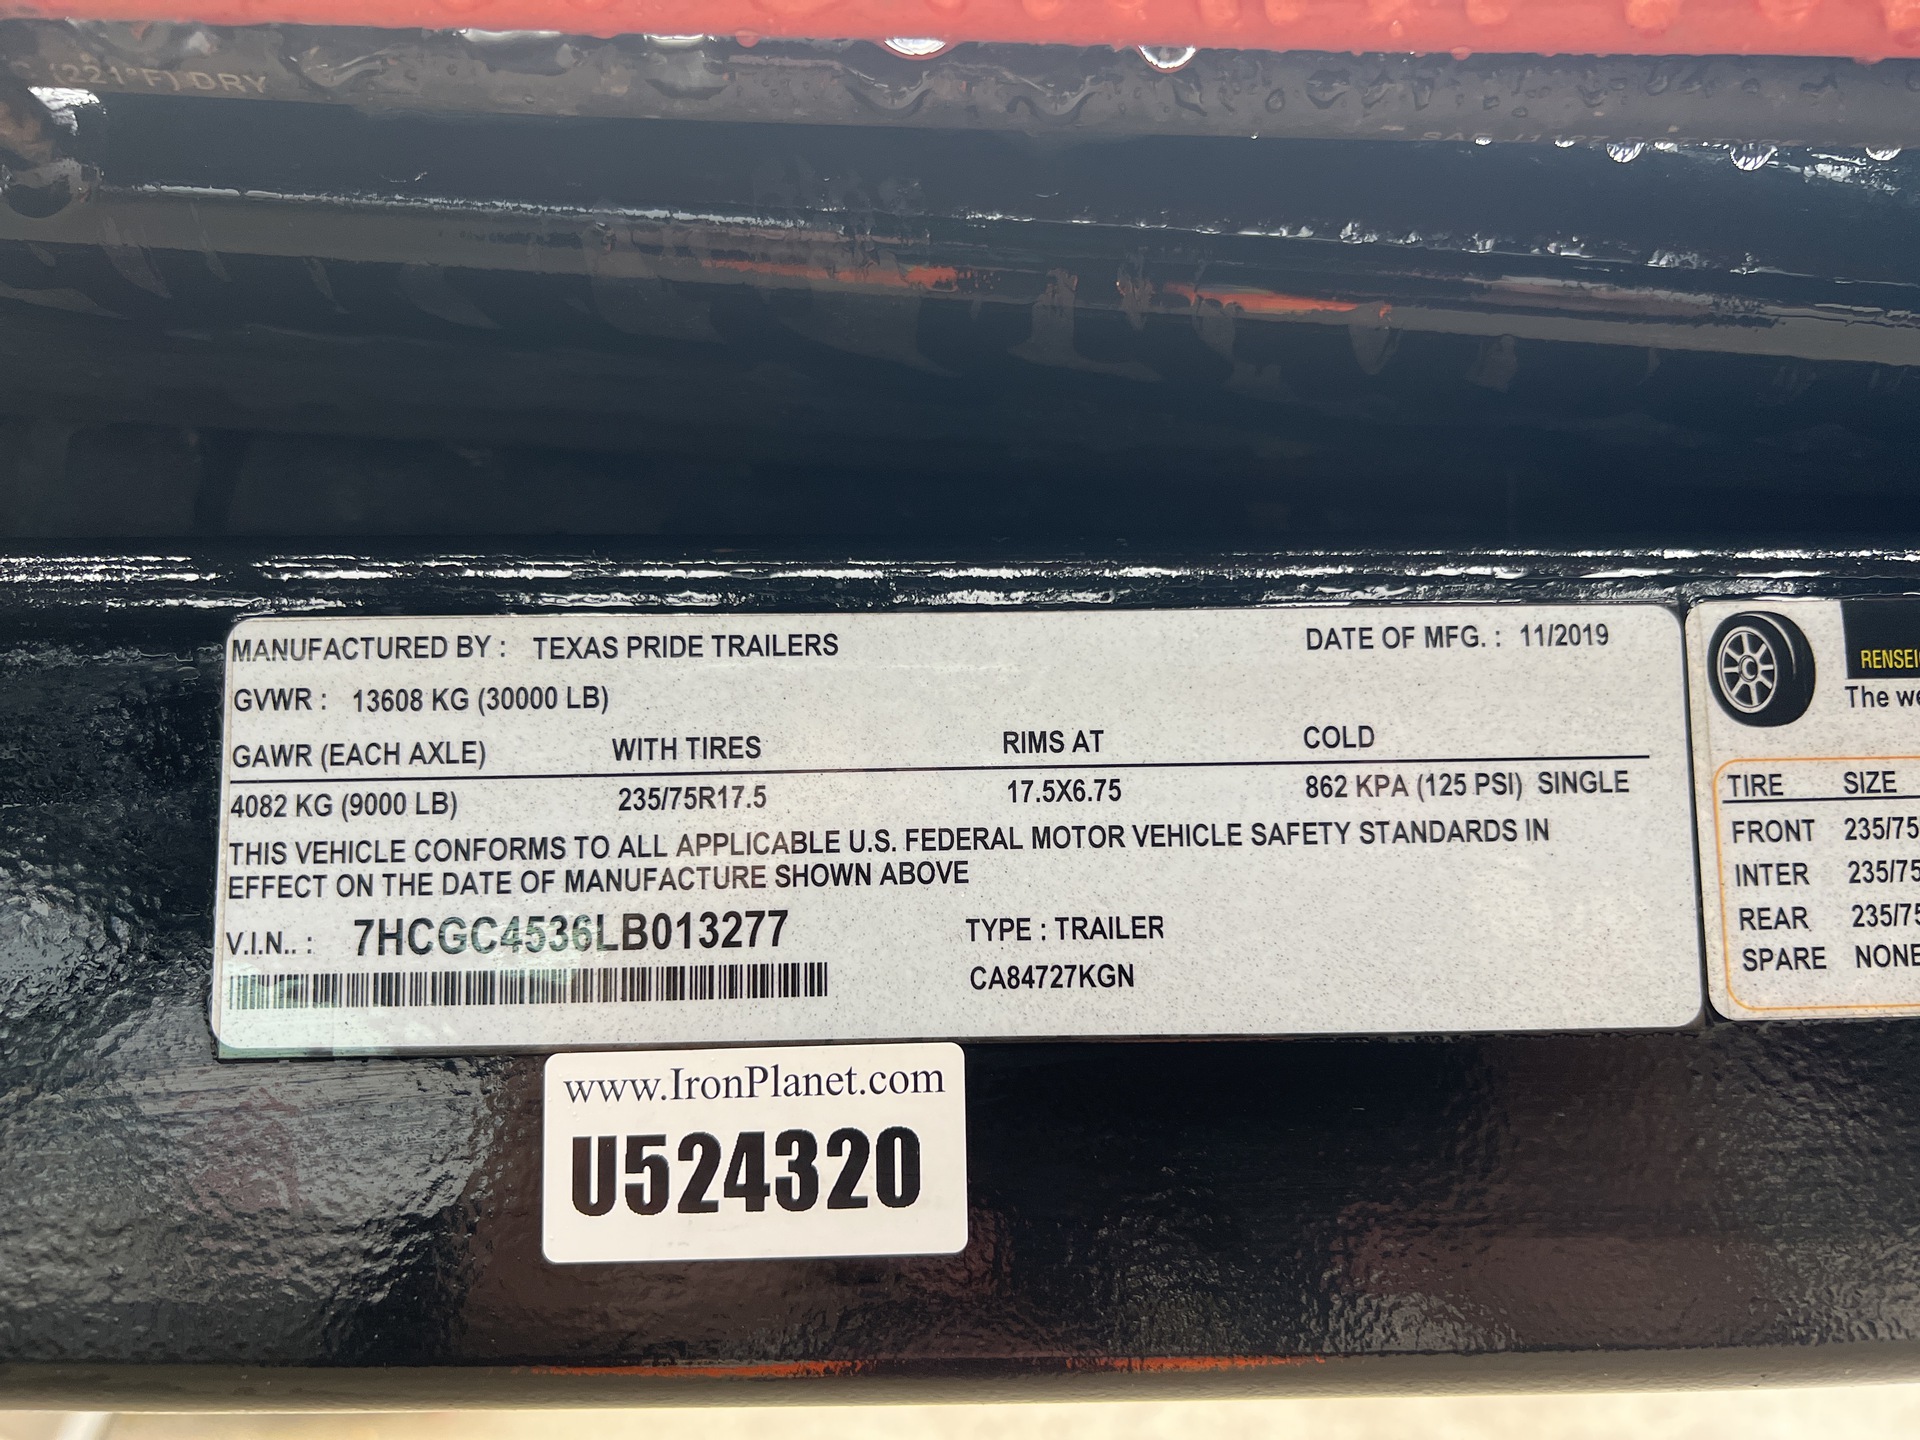 (221°F) DRY
MANUFACTURED BY : TEXAS PRIDE TRAILERS DATE OF MFG. : 11/2019
GVWR : 13608 KG (30000 LB)
GAWR (EACH AXLE) WITH TIRES RIMS AT COLD
4082 KG (9000 LB) 235/75R17.5 17.5X6.75 862 KPA (125 PSI) SINGLE
THIS VEHICLE CONFORMS TO ALL APPLICABLE U.S. FEDERAL MOTOR VEHICLE SAFETY STANDARDS IN
EFFECT ON THE DATE OF MANUFACTURE SHOWN ABOVE
V.I.N.. : 7HCGC4536LB013277 TYPE : TRAILER
CA84727KGN
www.IronPlanet.com
U524320
RENSEI
The we
TIRE SIZE
FRONT 235/75
INTER 235/75
REAR 235/75
SPARE NONE